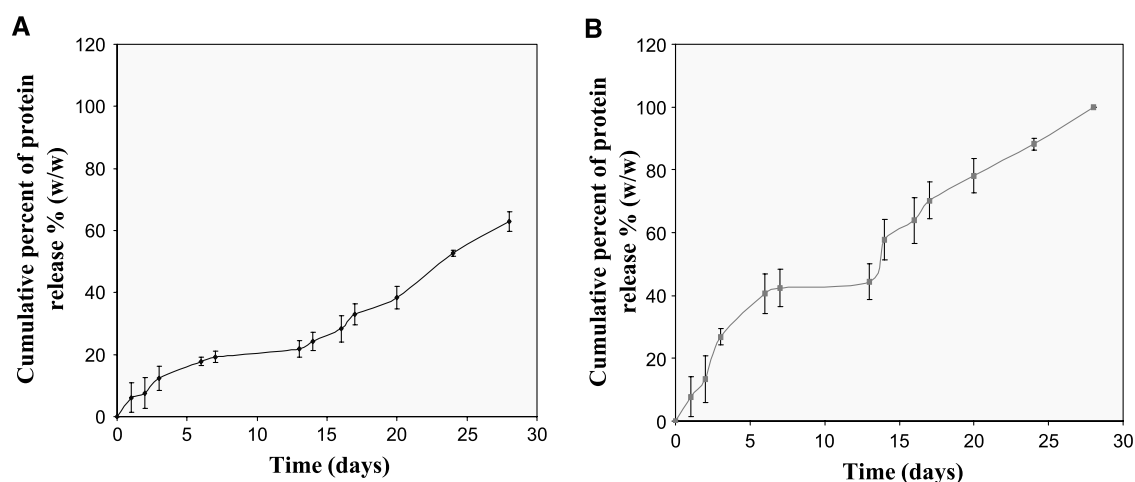 A
Cumulative percent of protein
release % (w/w)
120
100
80
60
40
20
0
0 5 10 15 20 25 30
Time (days)
B
Cumulative percent of protein
release % (w/w)
120
100
80
60
40
20
0
0 5 10 15 20 25 30
Time (days)